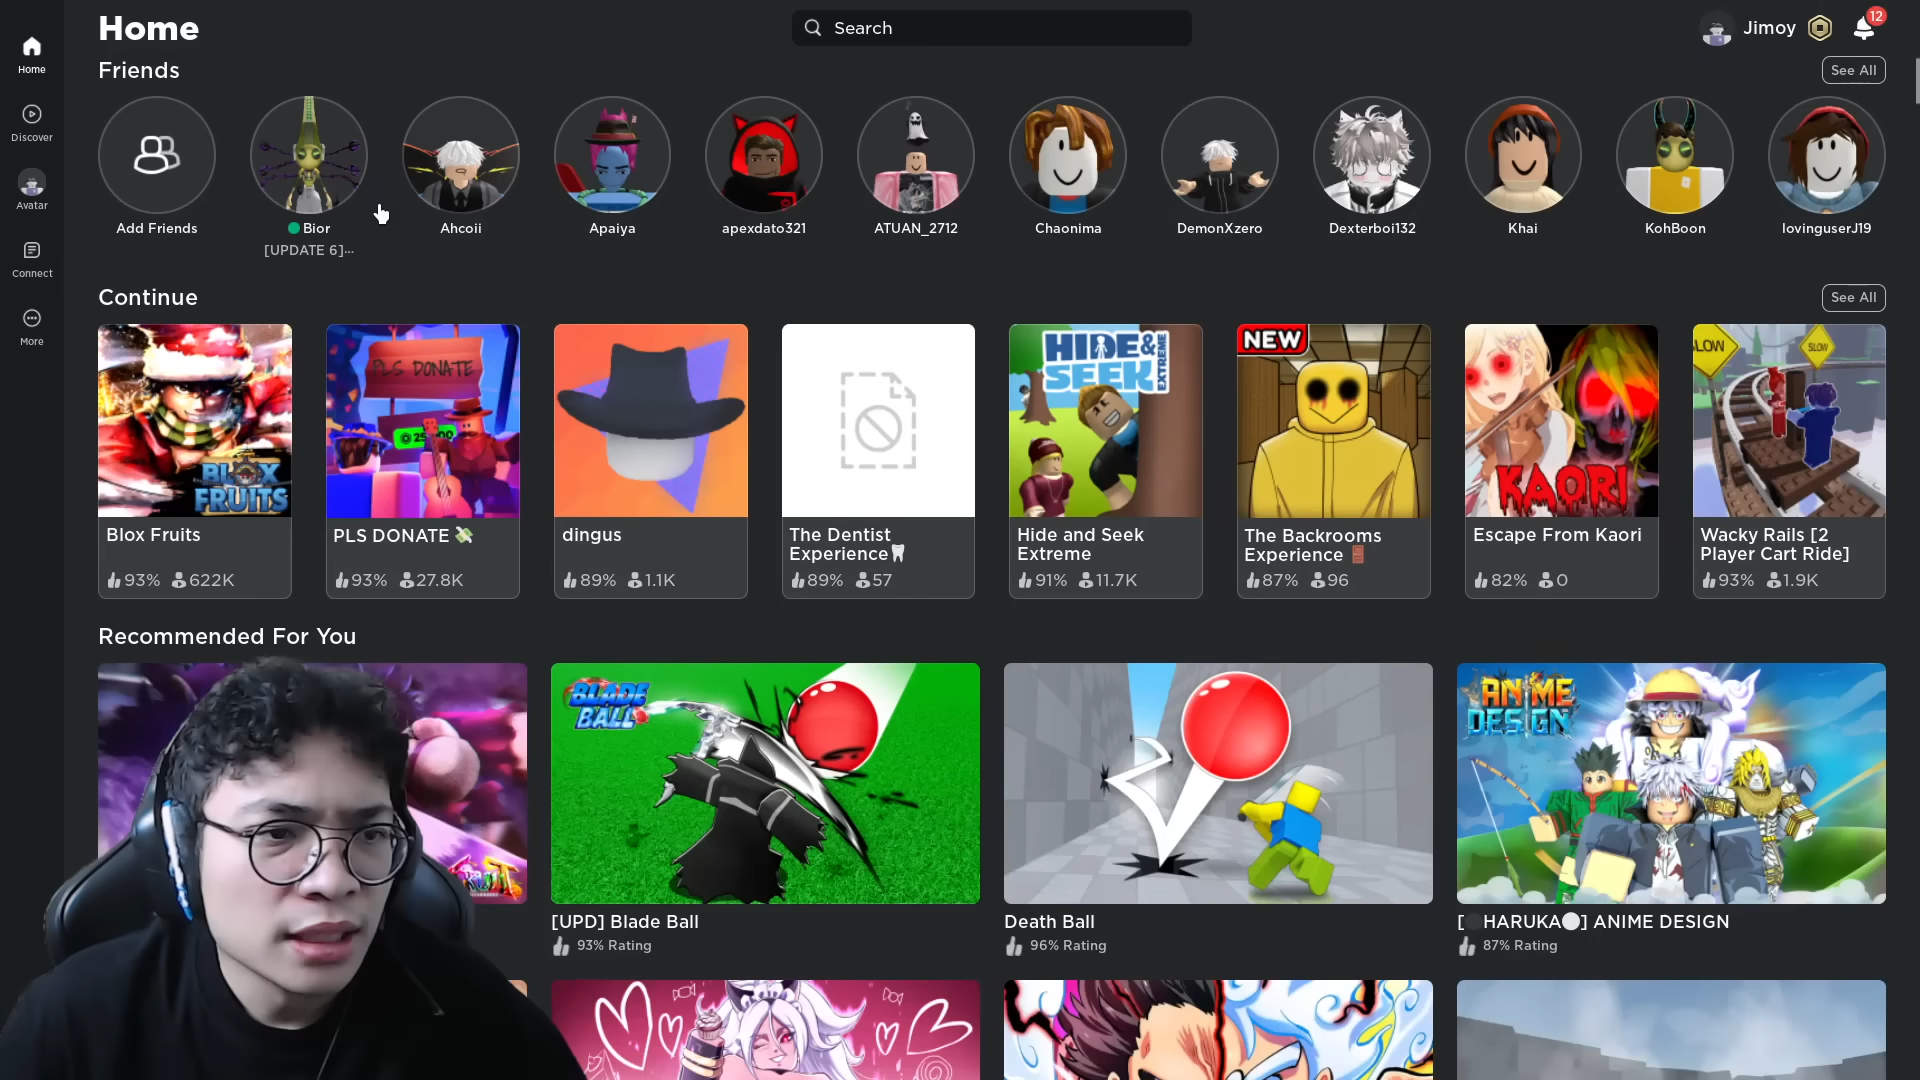 Home
Search
Jimoy
12
Home
Discover
Avatar
Connect
More
Friends
See All
Add Friends
Bior
[UPDATE 6]...
Ahcoii
Apaiya
apexdato321
ATUAN_2712
Chaonima
DemonXzero
Dexterboi132
Khai
KohBoon
lovinguserJ19
Continue
See All
BLOX
FRUITS
PLS DONATE
HIDE&
SEEK
EXTREME
NEW
KAORI
SLOW
SLOW
Blox Fruits
93% 622K
PLS DONATE 💸
93% 27.8K
dingus
89% 1.1K
The Dentist
Experience🦷
89% 57
Hide and Seek
Extreme
91% 11.7K
The Backrooms
Experience 🚪
87% 96
Escape From Kaori
82% 0
Wacky Rails [2
Player Cart Ride]
93% 1.9K
Recommended For You
BLADE
BALL
ANIME
DESIGN
[UPD] Blade Ball
93% Rating
Death Ball
96% Rating
[⚫HARUKA⚪] ANIME DESIGN
87% Rating